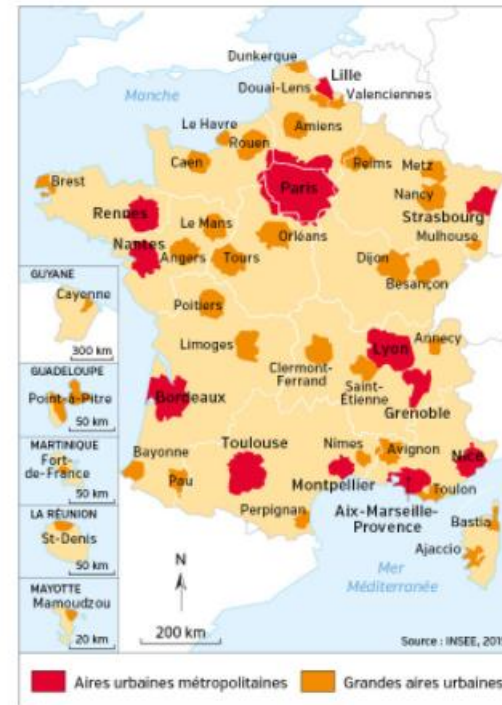 Dunkerque
Lille
Douai-Lens
Valenciennes
Manche
Le Havre
Amiens
Rouen
Caen
Reims
Metz
Brest
Paris
Nancy
Rennes
Strasbourg
Le Mans
Orléans
Mulhouse
Nantes
Angers
Tours
Dijon
Besançon
GUYANE
Cayenne
300 km
Poitiers
Limoges
Lyon
Annecy
Clermont-
Ferrand
Saint-
Étienne
Grenoble
GUADELOUPE
Point-à-Pitre
50 km
Bordeaux
MARTINIQUE
Fort-
de-France
50 km
Toulouse
Nîmes
Avignon
Nice
Bayonne
Pau
Montpellier
Toulon
Perpignan
Aix-Marseille-
Provence
Bastia
Ajaccio
LA RÉUNION
St-Denis
50 km
N
Mer
Méditerranée
MAYOTTE
Mamoudzou
20 km
200 km
Source : INSEE, 2015
Aires urbaines métropolitaines
Grandes aires urbaines